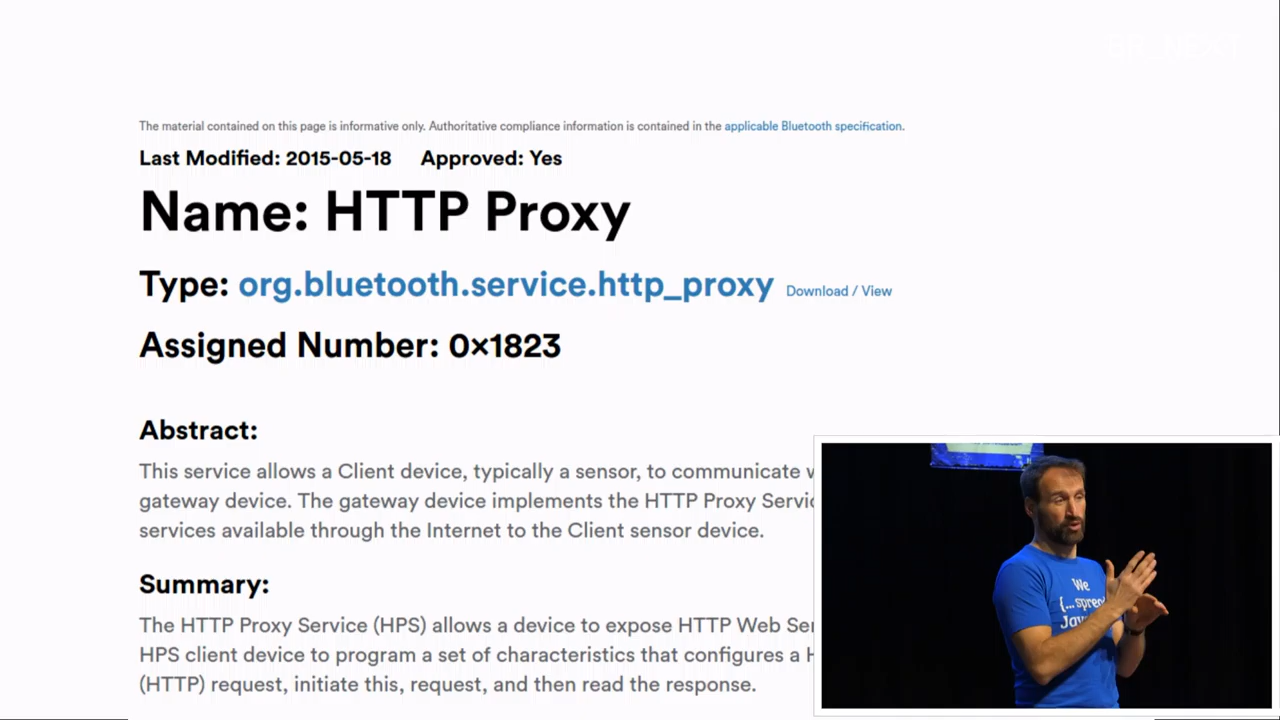 The material contained on this page is informative only. Authoritative compliance information is contained in the applicable Bluetooth specification.
Last Modified: 2015-05-18 Approved: Yes
Name: HTTP Proxy
Type: org.bluetooth.service.http_proxy Download / View
Assigned Number: 0×1823
Abstract:
This service allows a Client device, typically a sensor, to communicate
gateway device. The gateway device implements the HTTP Proxy
services available through the Internet to the Client sensor device.
Summary:
The HTTP Proxy Service (HPS) allows a device to expose HTTP Web
HPS client device to program a set of characteristics that configures a
(HTTP) request, initiate this, request, and then read the response.
We
{...